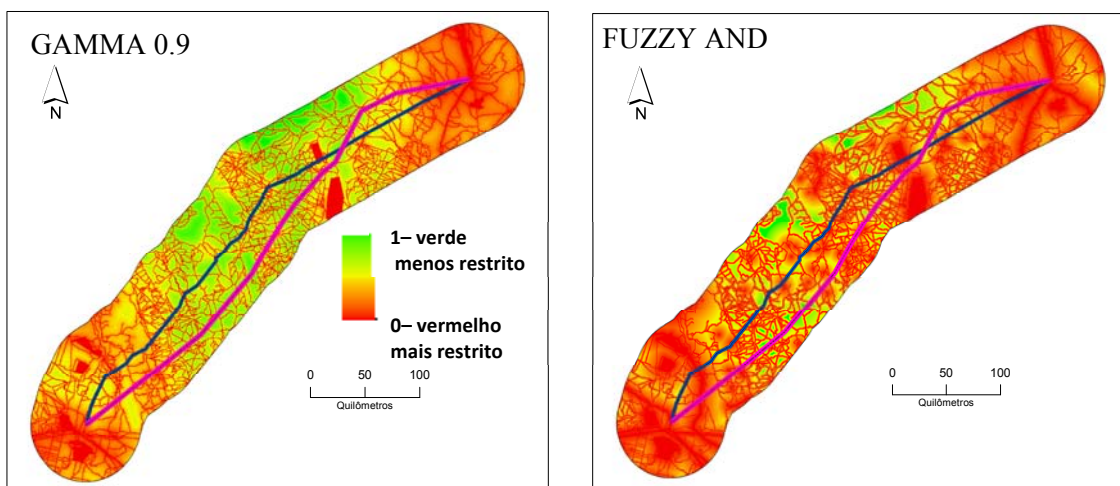 GAMMA 0.9
N
1– verde
menos restrito
0– vermelho
mais restrito
0 50 100
Quilômetros
FUZZY AND
N
0 50 100
Quilômetros